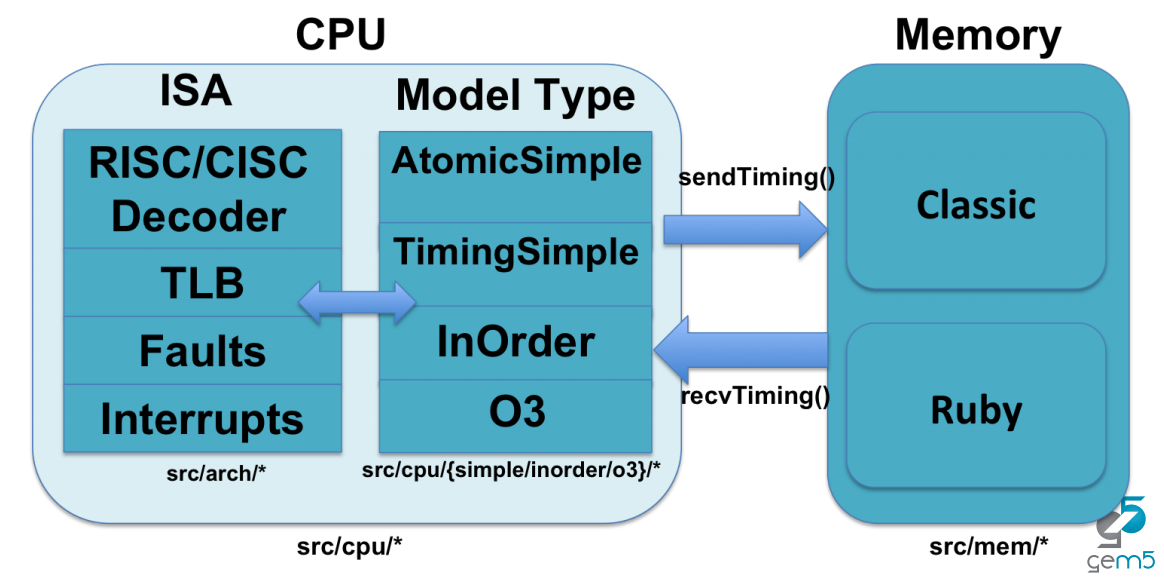 CPU
Memory
ISA
Model Type
RISC/CISC
Decoder
TLB
Faults
Interrupts
src/arch/*
AtomicSimple
TimingSimple
InOrder
O3
src/cpu/{simple/inorder/o3}/*
src/cpu/*
sendTiming()
recvTiming()
Classic
Ruby
src/mem/*
gem5